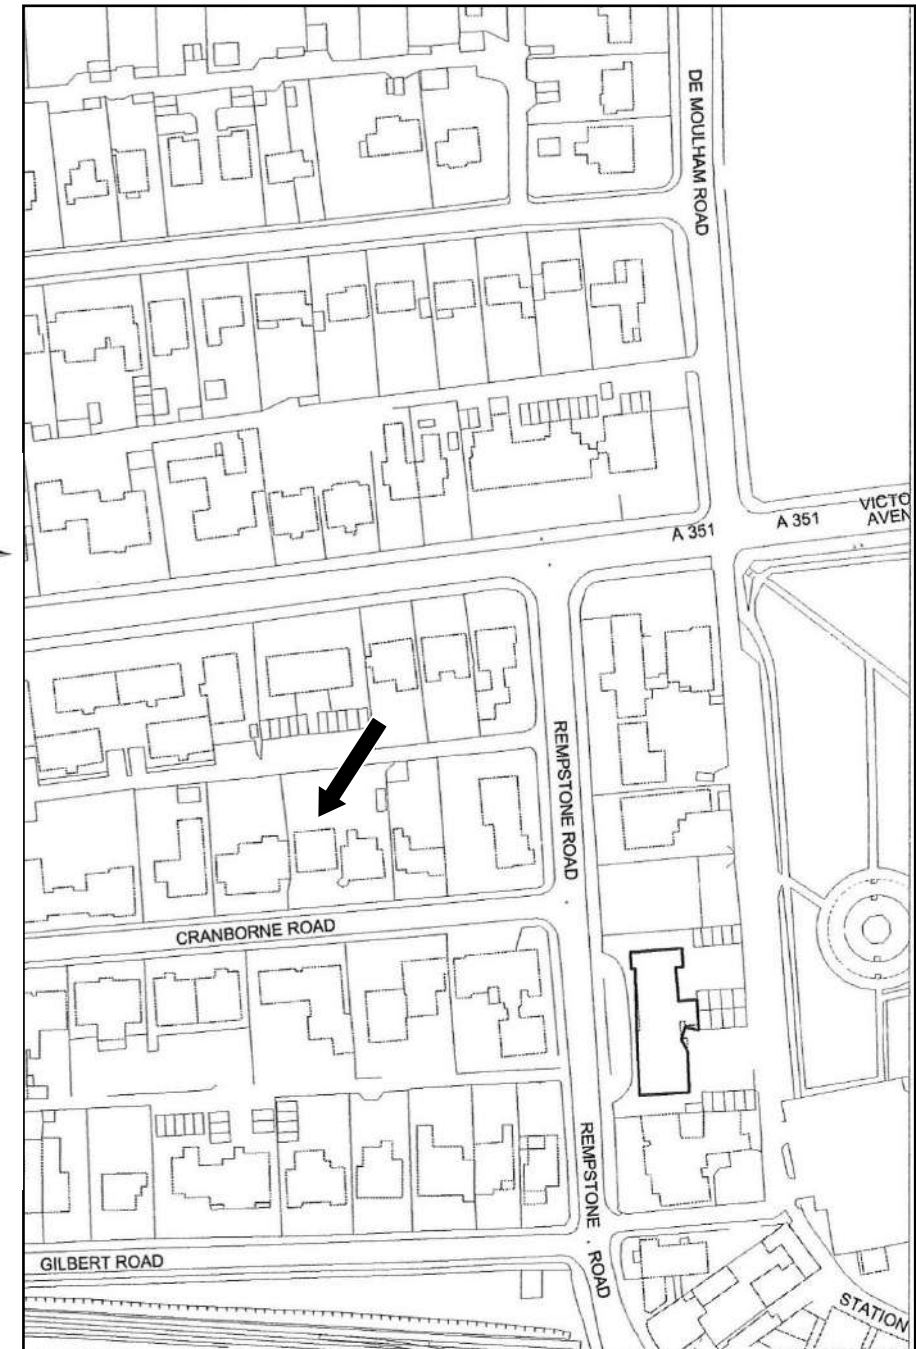 DE MOULHAM ROAD
VICTO
AVEN
A 351
A 351
REMPSTONE ROAD
CRANBORNE ROAD
REMPSTONE ROAD
GILBERT ROAD
STATION